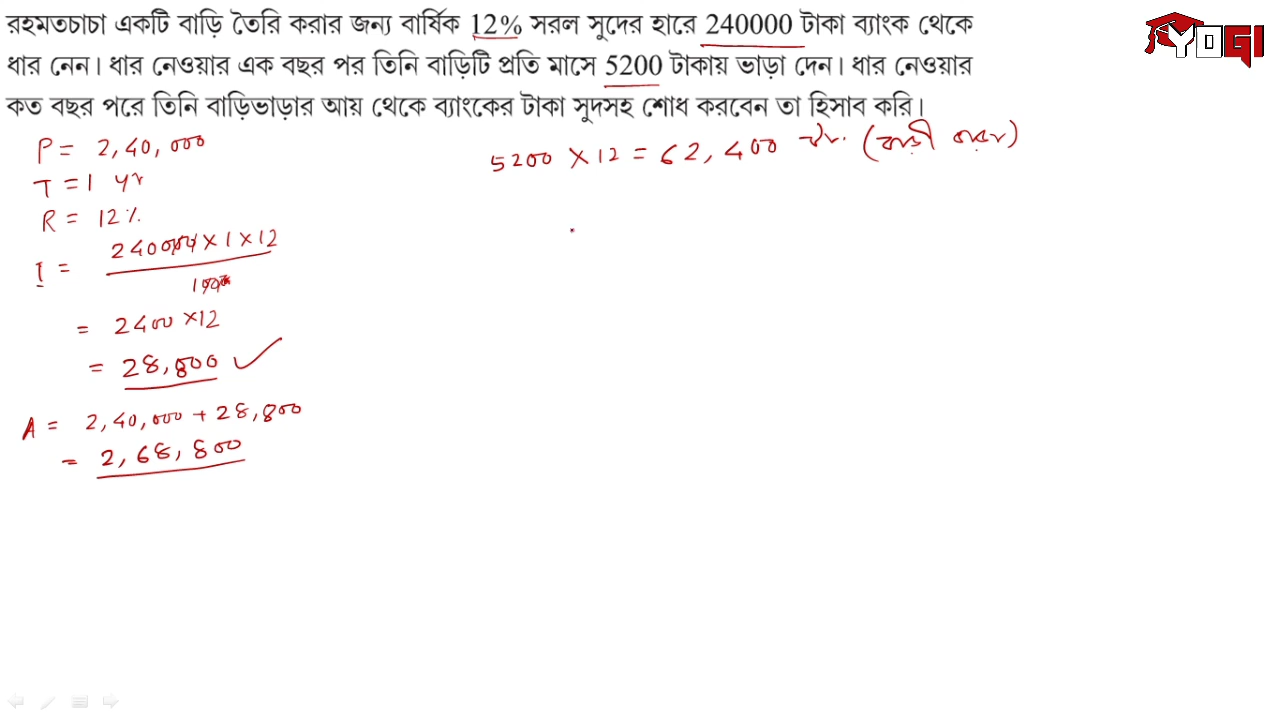 রহমতচাচা একটি বাড়ি তৈরি করার জন্য বার্ষিক 12% সরল সুদের হারে 240000 টাকা ব্যাংক থেকে
ধার নেন। ধার নেওয়ার এক বছর পর তিনি বাড়িটি প্রতি মাসে 5200 টাকায় ভাড়া দেন। ধার নেওয়ার
কত বছর পরে তিনি বাড়িভাড়ার আয় থেকে ব্যাংকের টাকা সুদসহ শোধ করবেন তা হিসাব করি।
YOGI
P = 2,40,000
T = 1 yr
R = 12%
I = 240000 × 1 × 12
100
= 2400 × 12
= 28,800 ✓
A = 2,40,000 + 28,800
= 2,68,800
5200 × 12 = 62,400